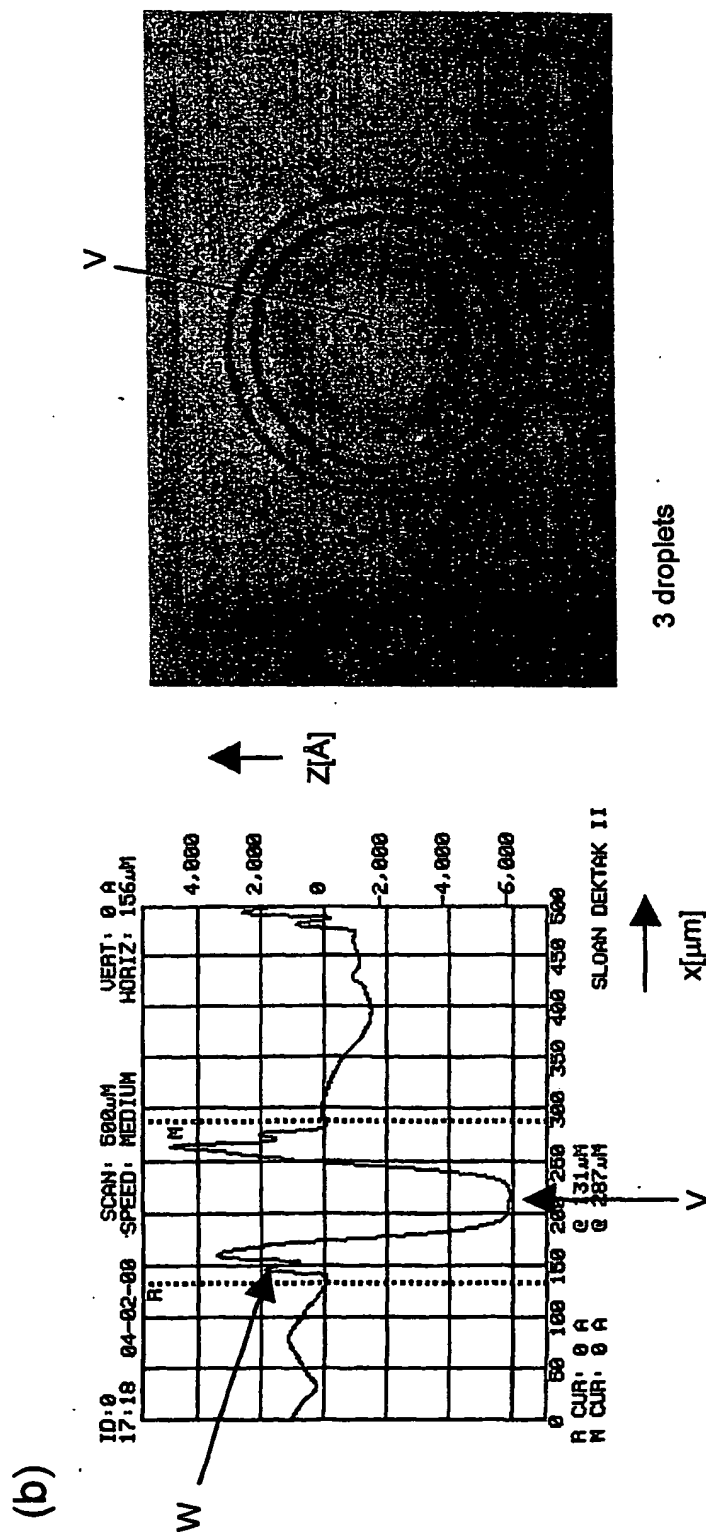 (b)
W
ID:0 SCAN: 500µM VERT: 0 A
17:18 04-02-00 SPEED: MEDIUM HORIZ: 156µM
R
M
4,000
2,000
0
-2,000
-4,000
-6,000
0 50 100 150 200 250 300 350 400 450 500
R CUR: 0 A @ 131µM
M CUR: 0 A @ 287µM
SLOAN DEKTAK II
V
X[µm]
Z[Å]
V
3 droplets